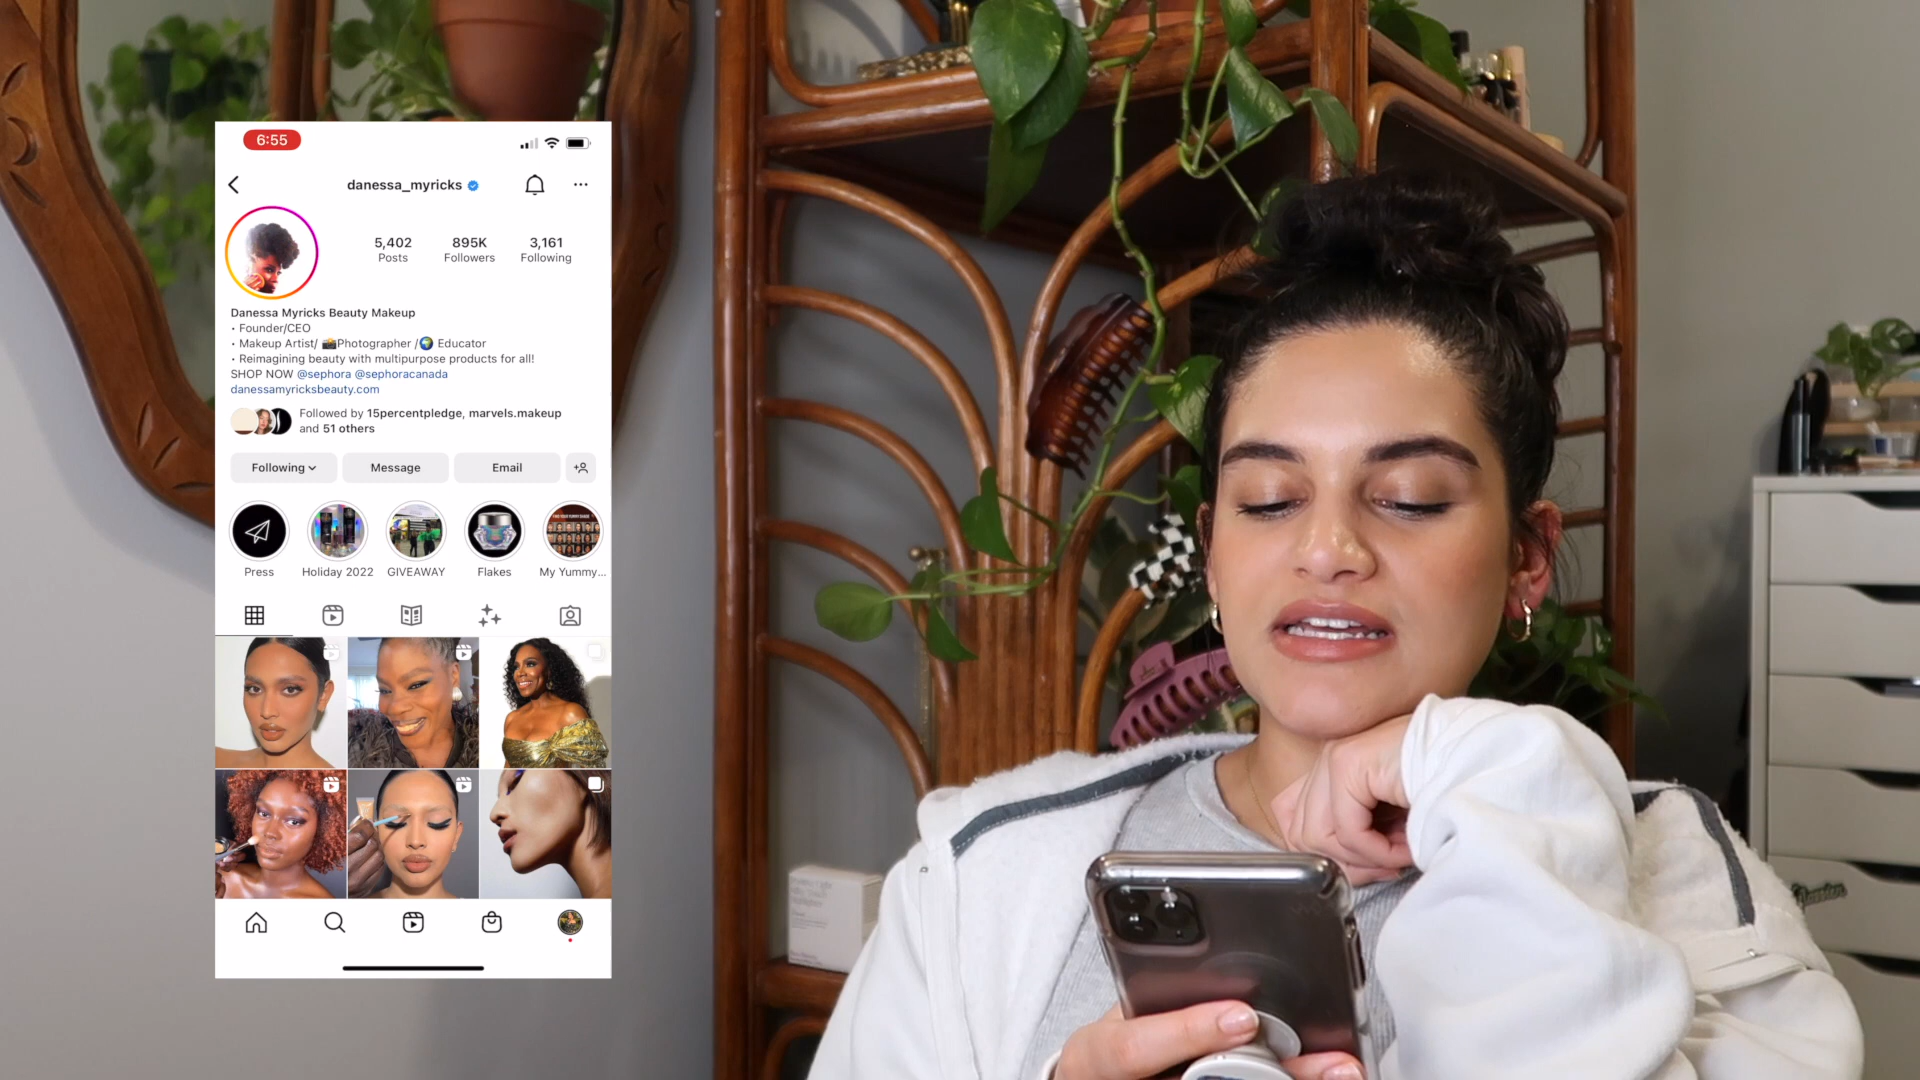 6:55
danessa_myricks
5,402
895K
3,161
Posts
Followers
Following
Danessa Myricks Beauty Makeup
• Founder/CEO
• Makeup Artist/ 📸Photographer /🌍 Educator
• Reimagining beauty with multipurpose products for all!
SHOP NOW @sephora @sephoracanada
danessamyricksbeauty.com
Followed by 15percentpledge, marvels.makeup
and 51 others
Following
Message
Email
Press
Holiday 2022
GIVEAWAY
Flakes
My Yummy...